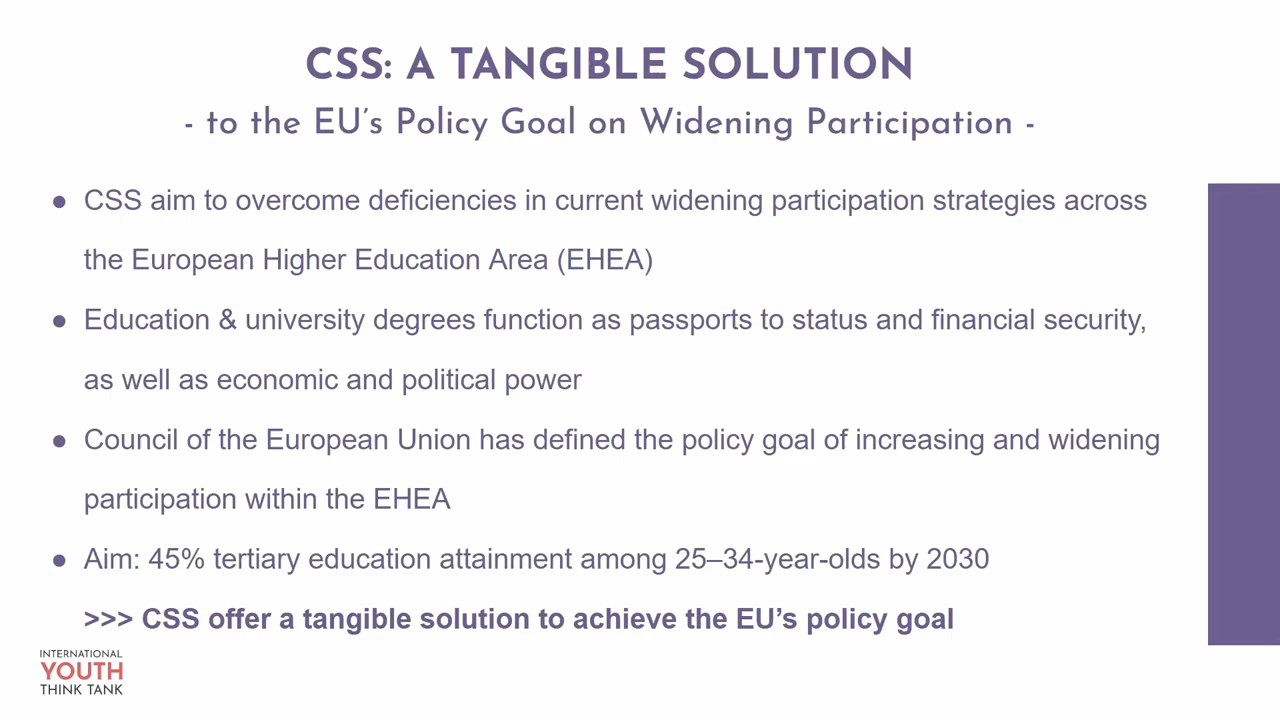 CSS: A TANGIBLE SOLUTION
- to the EU's Policy Goal on Widening Participation -
● CSS aim to overcome deficiencies in current widening participation strategies across
the European Higher Education Area (EHEA)
● Education & university degrees function as passports to status and financial security,
as well as economic and political power
● Council of the European Union has defined the policy goal of increasing and widening
participation within the EHEA
● Aim: 45% tertiary education attainment among 25–34-year-olds by 2030
>>> CSS offer a tangible solution to achieve the EU's policy goal
INTERNATIONAL
YOUTH
THINK TANK